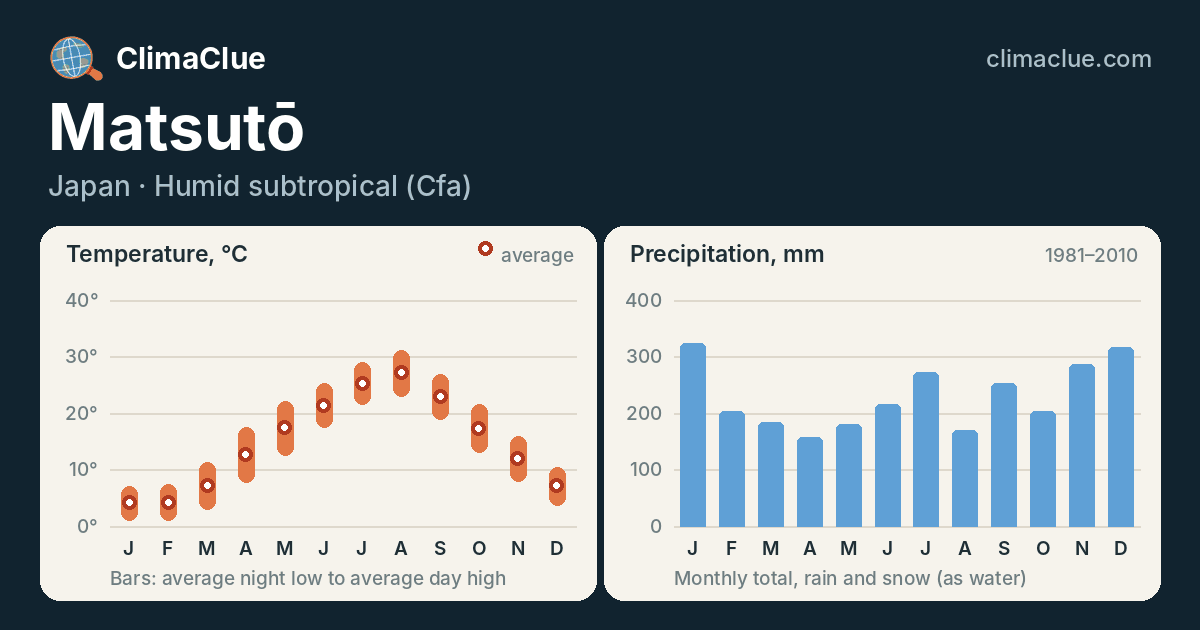 ClimaClue
climaclue.com
Matsutō
Japan · Humid subtropical (Cfa)
Temperature, °C
average
40°
30°
20°
10°
0°
J F M A M J J A S O N D
Bars: average night low to average day high
Precipitation, mm
1981–2010
400
300
200
100
0
J F M A M J J A S O N D
Monthly total, rain and snow (as water)